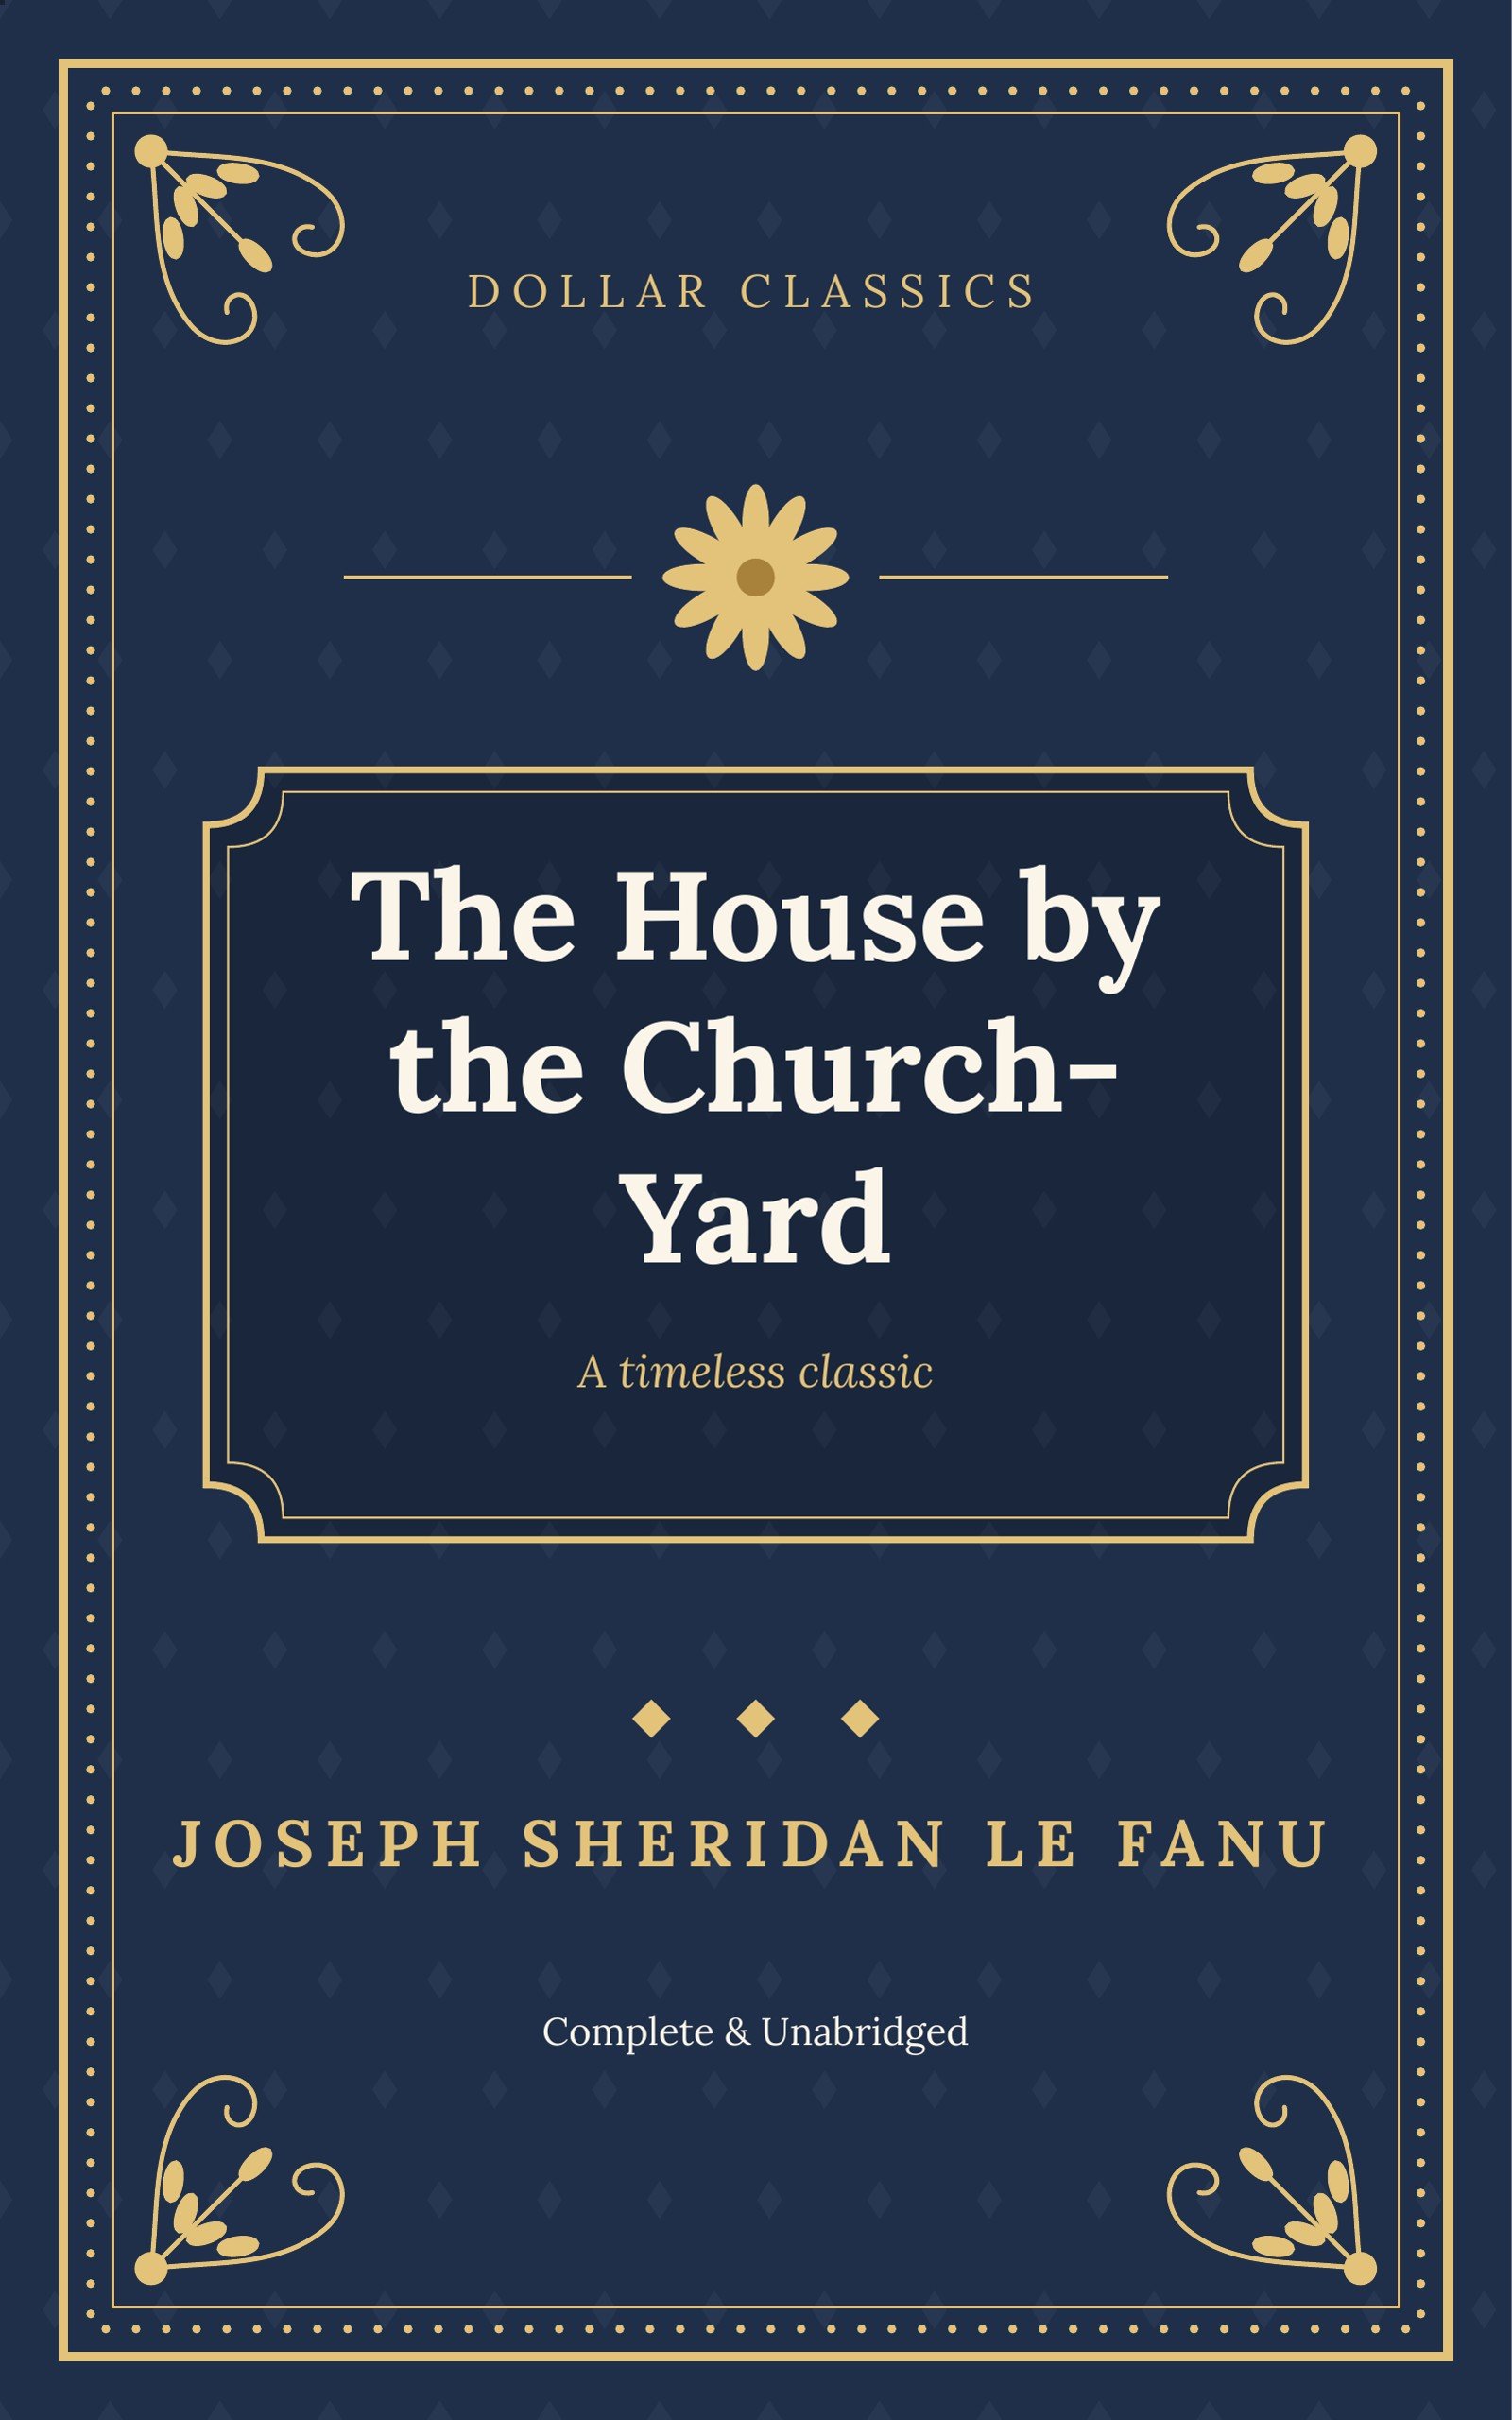 DOLLAR CLASSICS
The House by
the Church-
Yard
A timeless classic
JOSEPH SHERIDAN LE FANU
Complete & Unabridged